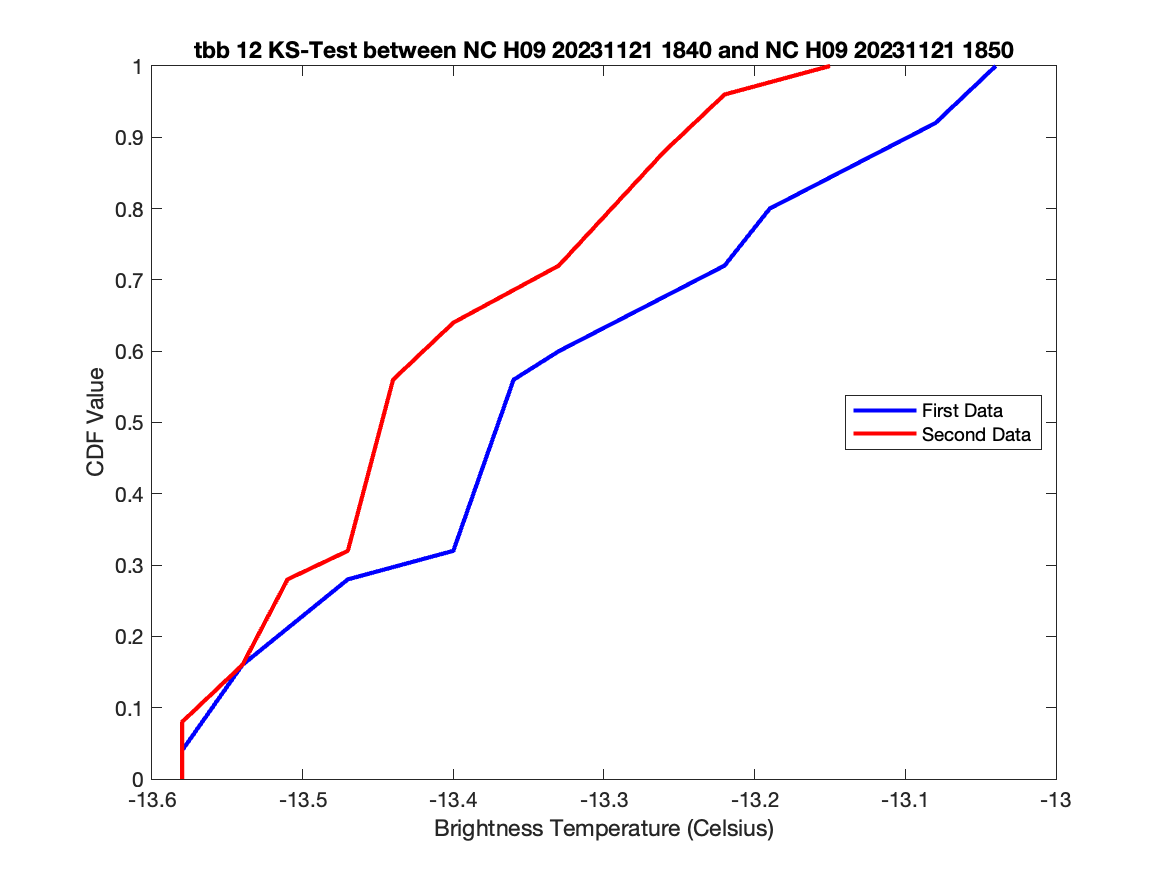 tbb 12 KS-Test between NC H09 20231121 1840 and NC H09 20231121 1850
1
0.9
0.8
0.7
0.6
0.5
0.4
0.3
0.2
0.1
0
CDF Value
First Data
Second Data
-13.6 -13.5 -13.4 -13.3 -13.2 -13.1 -13
Brightness Temperature (Celsius)